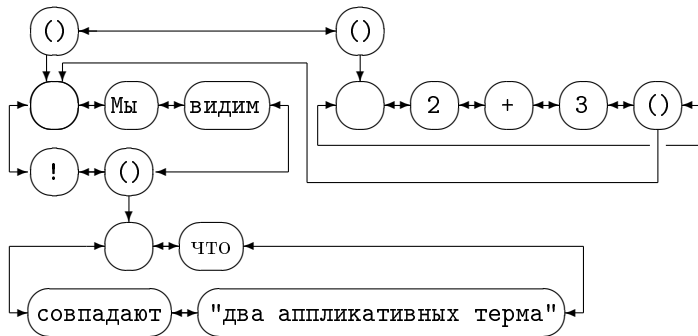 () ()
Мы видим 2 + 3 ()
! ()
что
совпадают "два аппликативных терма"